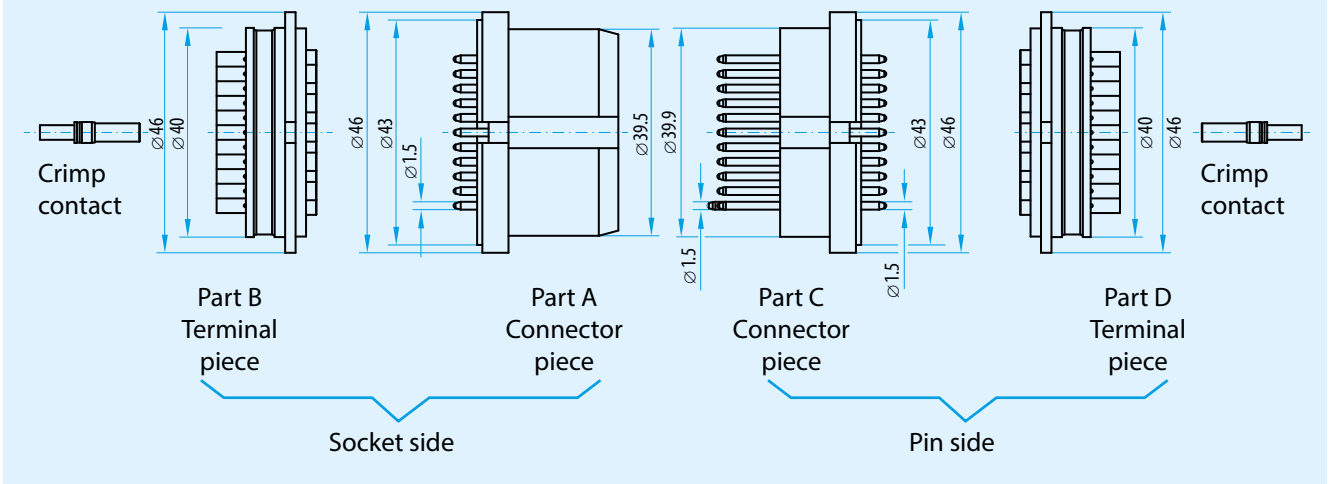 ⌀46
⌀40
⌀46
⌀43
⌀1.5
⌀39.5
⌀39.9
⌀1.5
⌀1.5
⌀43
⌀46
⌀40
⌀46
Crimp
contact
Crimp
contact
Part B
Terminal
piece
Part A
Connector
piece
Part C
Connector
piece
Part D
Terminal
piece
Socket side
Pin side